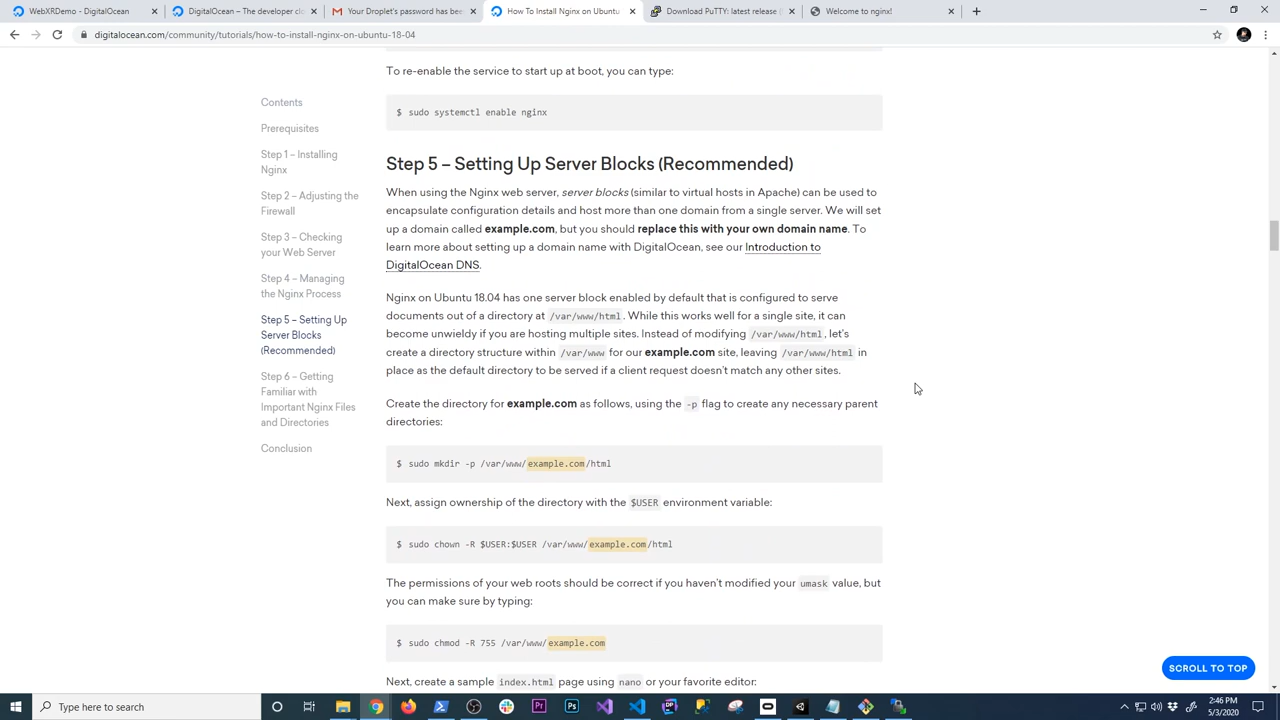 WebXRDemo - DigitalOcean
DigitalOcean – The developer clo
Your Droplet's password has bee
How To Install Nginx on Ubuntu
Download PuTTY: latest release (
Welcome to nginx!
digitalocean.com/community/tutorials/how-to-install-nginx-on-ubuntu-18-04
To re-enable the service to start up at boot, you can type:
$ sudo systemctl enable nginx
Contents
Prerequisites
Step 1 – Installing
Nginx
Step 2 – Adjusting the
Firewall
Step 3 – Checking
your Web Server
Step 4 – Managing
the Nginx Process
Step 5 – Setting Up
Server Blocks
(Recommended)
Step 6 – Getting
Familiar with
Important Nginx Files
and Directories
Conclusion
Step 5 – Setting Up Server Blocks (Recommended)
When using the Nginx web server, server blocks (similar to virtual hosts in Apache) can be used to
encapsulate configuration details and host more than one domain from a single server. We will set
up a domain called example.com, but you should replace this with your own domain name. To
learn more about setting up a domain name with DigitalOcean, see our Introduction to
DigitalOcean DNS.
Nginx on Ubuntu 18.04 has one server block enabled by default that is configured to serve
documents out of a directory at /var/www/html. While this works well for a single site, it can
become unwieldy if you are hosting multiple sites. Instead of modifying /var/www/html, let's
create a directory structure within /var/www for our example.com site, leaving /var/www/html in
place as the default directory to be served if a client request doesn't match any other sites.
Create the directory for example.com as follows, using the -p flag to create any necessary parent
directories:
$ sudo mkdir -p /var/www/example.com/html
Next, assign ownership of the directory with the $USER environment variable:
$ sudo chown -R $USER:$USER /var/www/example.com/html
The permissions of your web roots should be correct if you haven't modified your umask value, but
you can make sure by typing:
$ sudo chmod -R 755 /var/www/example.com
Next, create a sample index.html page using nano or your favorite editor:
SCROLL TO TOP
Type here to search
2:46 PM
5/3/2020